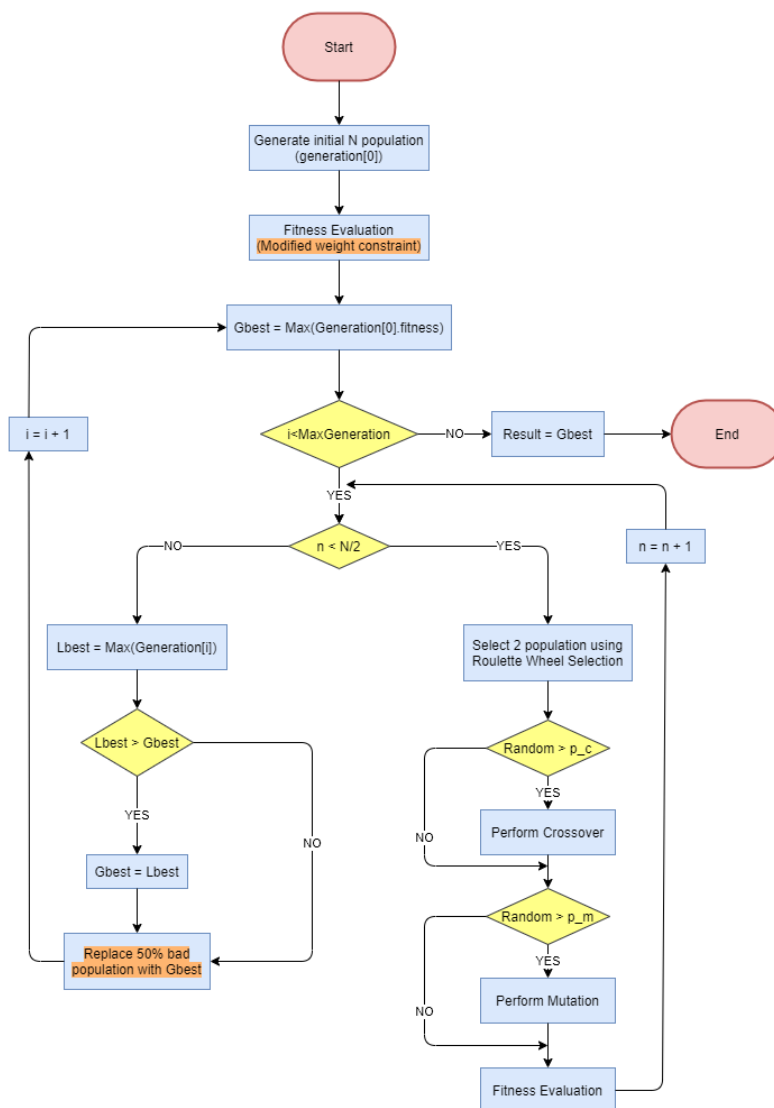 Start
Generate initial N population
(generation[0])
Fitness Evaluation
(Modified weight constraint)
Gbest = Max(Generation[0].fitness)
i = i + 1
i<MaxGeneration
NO
Result = Gbest
End
YES
n < N/2
NO
YES
n = n + 1
Lbest = Max(Generation[i])
Select 2 population using
Roulette Wheel Selection
Lbest > Gbest
Random > p_c
YES
YES
NO
NO
Perform Crossover
Gbest = Lbest
Random > p_m
Replace 50% bad
population with Gbest
YES
NO
Perform Mutation
Fitness Evaluation